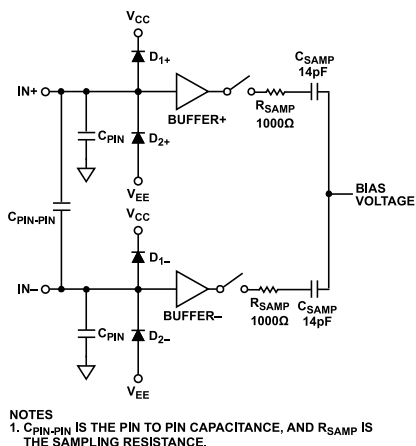 VCC
D1+
CSAMP
14pF
IN+
BUFFER+
RSAMP
1000Ω
CPIN
D2+
VEE
CPIN-PIN
BIAS
VOLTAGE
VCC
D1–
IN–
BUFFER–
RSAMP
1000Ω
CSAMP
14pF
CPIN
D2–
VEE
NOTES
1. CPIN-PIN IS THE PIN TO PIN CAPACITANCE, AND RSAMP IS
THE SAMPLING RESISTANCE.